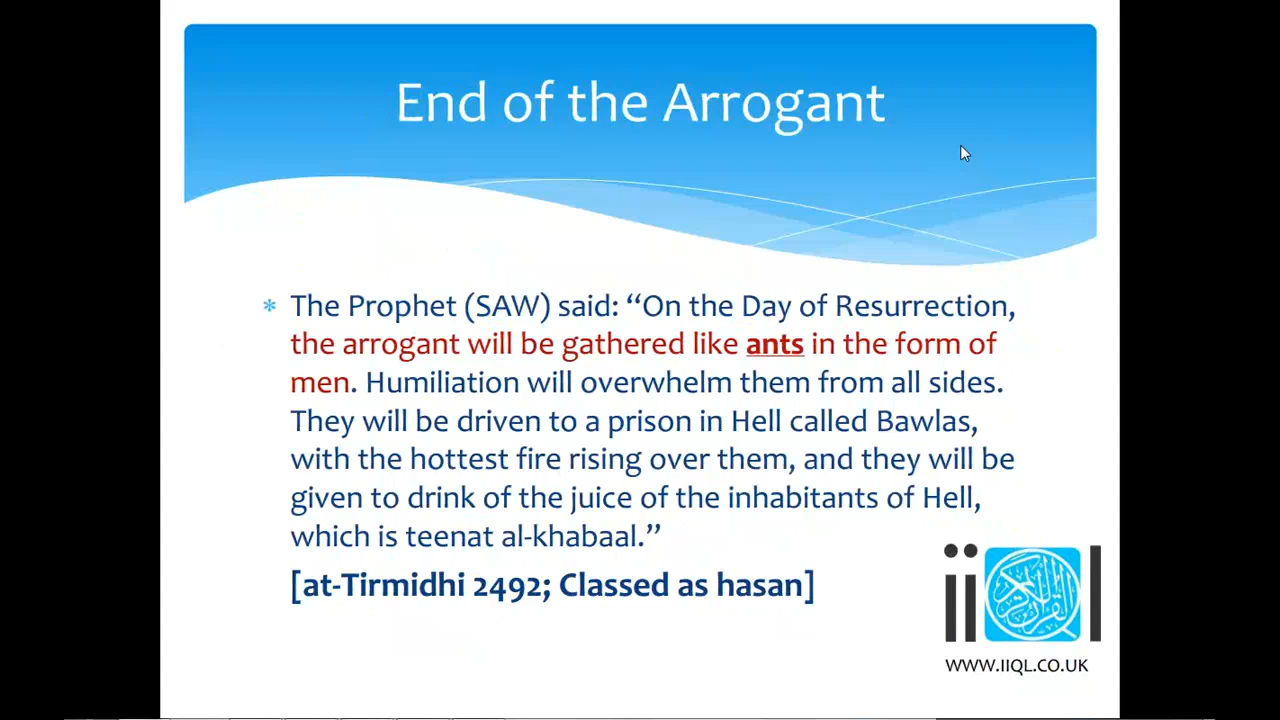 End of the Arrogant
* The Prophet (SAW) said: “On the Day of Resurrection,
the arrogant will be gathered like ants in the form of
men. Humiliation will overwhelm them from all sides.
They will be driven to a prison in Hell called Bawlas,
with the hottest fire rising over them, and they will be
given to drink of the juice of the inhabitants of Hell,
which is teenat al-khabaal.”
[at-Tirmidhi 2492; Classed as hasan]
iiQl
القرآن الكريم
WWW.IIQL.CO.UK